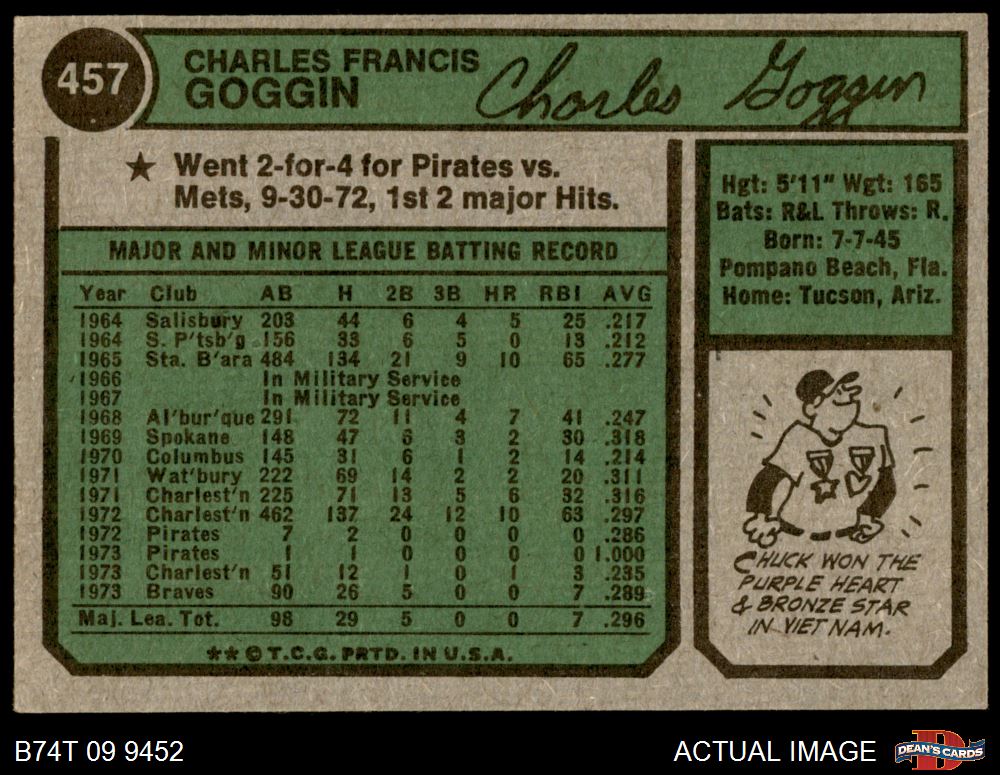 457
CHARLES FRANCIS
GOGGIN
Charles Goggin
★ Went 2-for-4 for Pirates vs.
Mets, 9-30-72, 1st 2 major Hits.
MAJOR AND MINOR LEAGUE BATTING RECORD
Year Club AB H 2B 3B HR RBI AVG
1964 Salisbury 203 44 6 4 5 25 .217
1964 S. P'tsb'g 156 33 6 5 0 13 .212
1965 Sta. B'ara 484 134 21 9 10 65 .277
1966 In Military Service
1967 In Military Service
1968 Al'bur'que 291 72 11 4 7 41 .247
1969 Spokane 148 47 6 3 2 30 .318
1970 Columbus 145 31 6 1 2 14 .214
1971 Wat'bury 222 69 14 2 2 20 .311
1971 Charlest'n 225 71 13 5 6 32 .316
1972 Charlest'n 462 137 24 12 10 63 .297
1972 Pirates 7 2 0 0 0 0 .286
1973 Pirates 1 1 0 0 0 0 1.000
1973 Charlest'n 51 12 1 0 1 3 .235
1973 Braves 90 26 5 0 0 7 .289
Maj. Lea. Tot. 98 29 5 0 0 7 .296
★★ © T.C.G. PRTD. IN U.S.A.
Hgt: 5'11" Wgt: 165
Bats: R&L Throws: R.
Born: 7-7-45
Pompano Beach, Fla.
Home: Tucson, Ariz.
CHUCK WON THE
PURPLE HEART
& BRONZE STAR
IN VIET NAM.
B74T 09 9452
ACTUAL IMAGE
DEAN'S CARDS